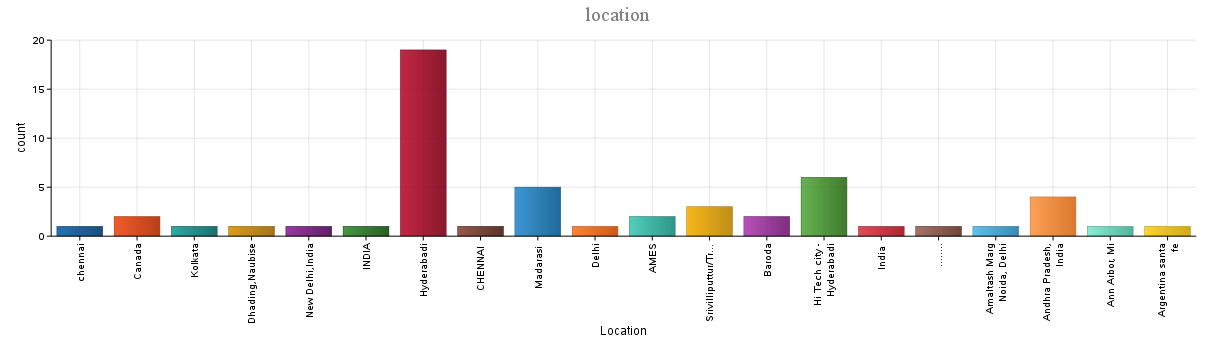 location
20
15
10
5
0
count
chennai
Canada
Kolkata
Dhading,Naubise
New Delhi,India
INDIA
Hyderabadi
CHENNAI
Madarasi
Delhi
AMES
Srivilliputtur/Tr...
Baroda
Hi Tech city -
Hyderabadi
India
........
Amaltash Marg
Noida, Delhi
Andhra Pradesh,
India
Ann Arbor, Mi
Argentina santa
fe
Location